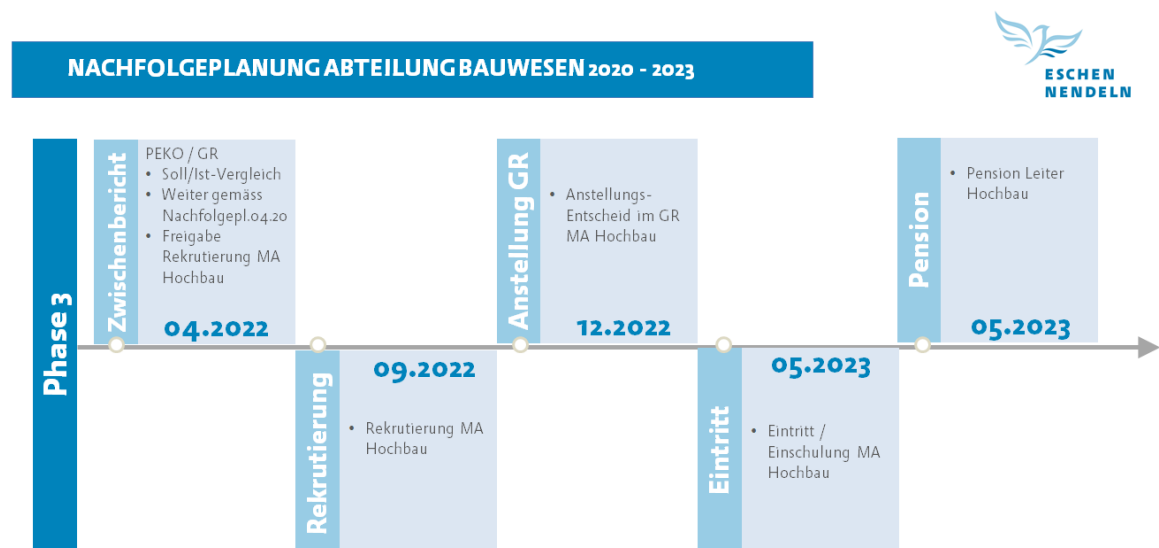 NACHFOLGEPLANUNG ABTEILUNG BAUWESEN 2020 - 2023
ESCHEN
NENDELN
Phase 3
Zwischenbericht
PEKO / GR
• Soll/Ist-Vergleich
• Weiter gemäss
Nachfolgepl.04.20
• Freigabe
Rekrutierung MA
Hochbau
04.2022
Rekrutierung
09.2022
• Rekrutierung MA
Hochbau
Anstellung GR
• Anstellungs-
Entscheid im GR
MA Hochbau
12.2022
Eintritt
05.2023
• Eintritt /
Einschulung MA
Hochbau
Pension
• Pension Leiter
Hochbau
05.2023